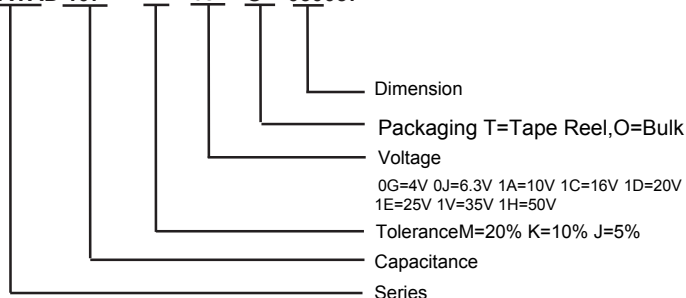 Dimension
Packaging T=Tape Reel,O=Bulk
Voltage
0G=4V 0J=6.3V 1A=10V 1C=16V 1D=20V
1E=25V 1V=35V 1H=50V
ToleranceM=20% K=10% J=5%
Capacitance
Series